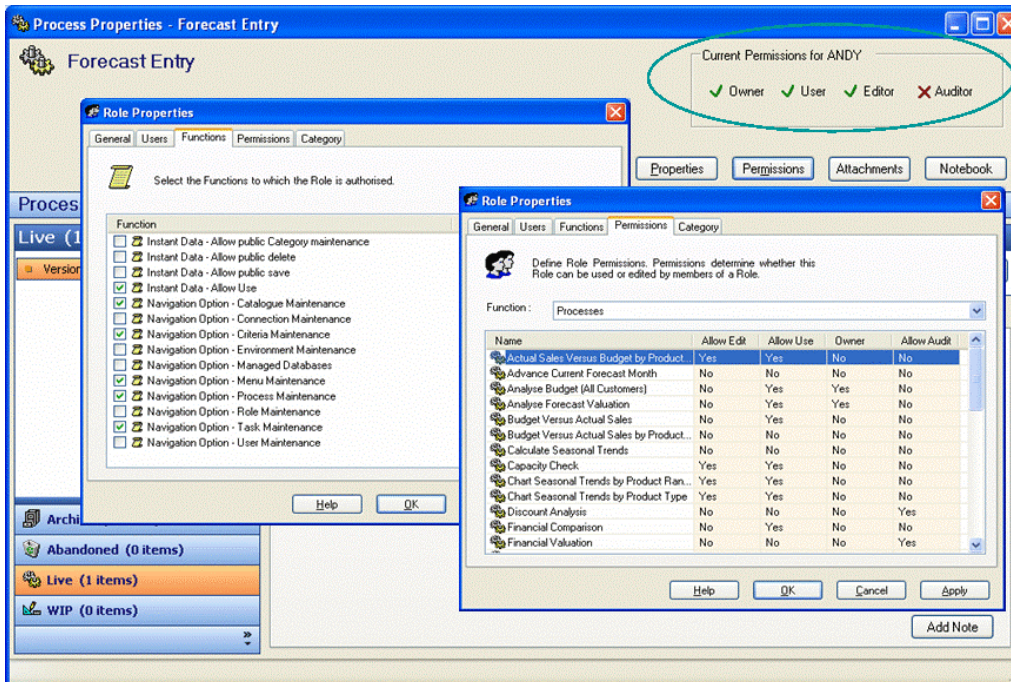 Process Properties - Forecast Entry
Forecast Entry
Current Permissions for ANDY
Owner User Editor Auditor
Properties Permissions Attachments Notebook
Proces
Live (1
Version
Role Properties
General Users Functions Permissions Category
Select the Functions to which the Role is authorised.
Function
Instant Data - Allow public Category maintenance
Instant Data - Allow public delete
Instant Data - Allow public save
Instant Data - Allow Use
Navigation Option - Catalogue Maintenance
Navigation Option - Connection Maintenance
Navigation Option - Criteria Maintenance
Navigation Option - Environment Maintenance
Navigation Option - Managed Databases
Navigation Option - Menu Maintenance
Navigation Option - Process Maintenance
Navigation Option - Role Maintenance
Navigation Option - Task Maintenance
Navigation Option - User Maintenance
Help OK
Role Properties
General Users Functions Permissions Category
Define Role Permissions. Permissions determine whether this
Role can be used or edited by members of a Role.
Function : Processes
Name Allow Edit Allow Use Owner Allow Audit
Actual Sales Versus Budget by Product... Yes Yes No No
Advance Current Forecast Month No No No No
Analyse Budget (All Customers) No Yes Yes No
Analyse Forecast Valuation No Yes Yes No
Budget Versus Actual Sales No Yes No No
Budget Versus Actual Sales by Product... No No No No
Calculate Seasonal Trends No No No No
Capacity Check Yes Yes No No
Chart Seasonal Trends by Product Ran... Yes Yes No No
Chart Seasonal Trends by Product Type Yes Yes No No
Discount Analysis No No No Yes
Financial Comparison No Yes No No
Financial Valuation No No No Yes
Help OK Cancel Apply
Archi
Abandoned (0 items)
Live (1 items)
WIP (0 items)
Add Note